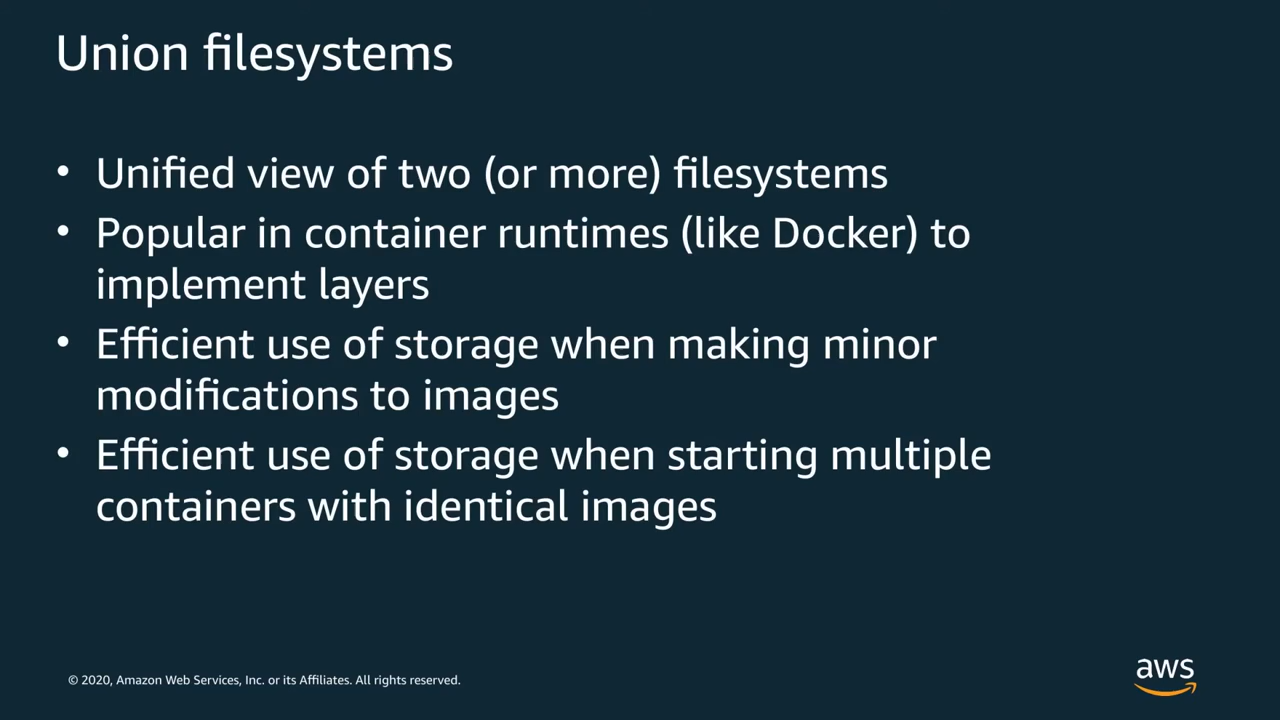 Union filesystems
• Unified view of two (or more) filesystems
• Popular in container runtimes (like Docker) to
implement layers
• Efficient use of storage when making minor
modifications to images
• Efficient use of storage when starting multiple
containers with identical images
© 2020, Amazon Web Services, Inc. or its Affiliates. All rights reserved.
aws